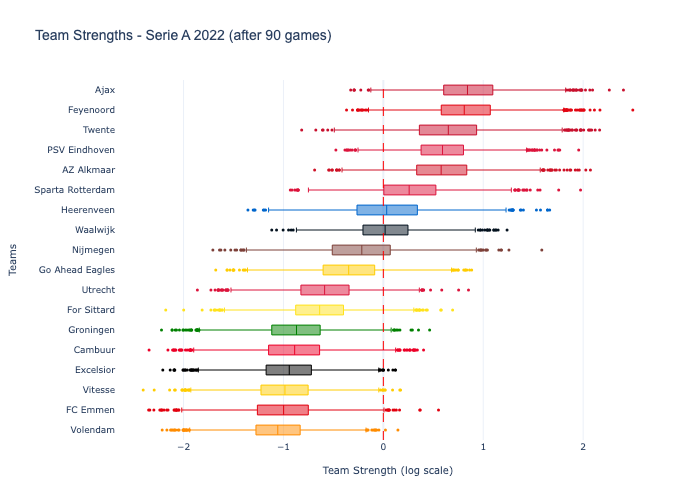 Team Strengths - Serie A 2022 (after 90 games)
Ajax
Feyenoord
Twente
PSV Eindhoven
AZ Alkmaar
Sparta Rotterdam
Heerenveen
Waalwijk
Nijmegen
Go Ahead Eagles
Utrecht
For Sittard
Groningen
Cambuur
Excelsior
Vitesse
FC Emmen
Volendam
Teams
−2 −1 0 1 2
Team Strength (log scale)